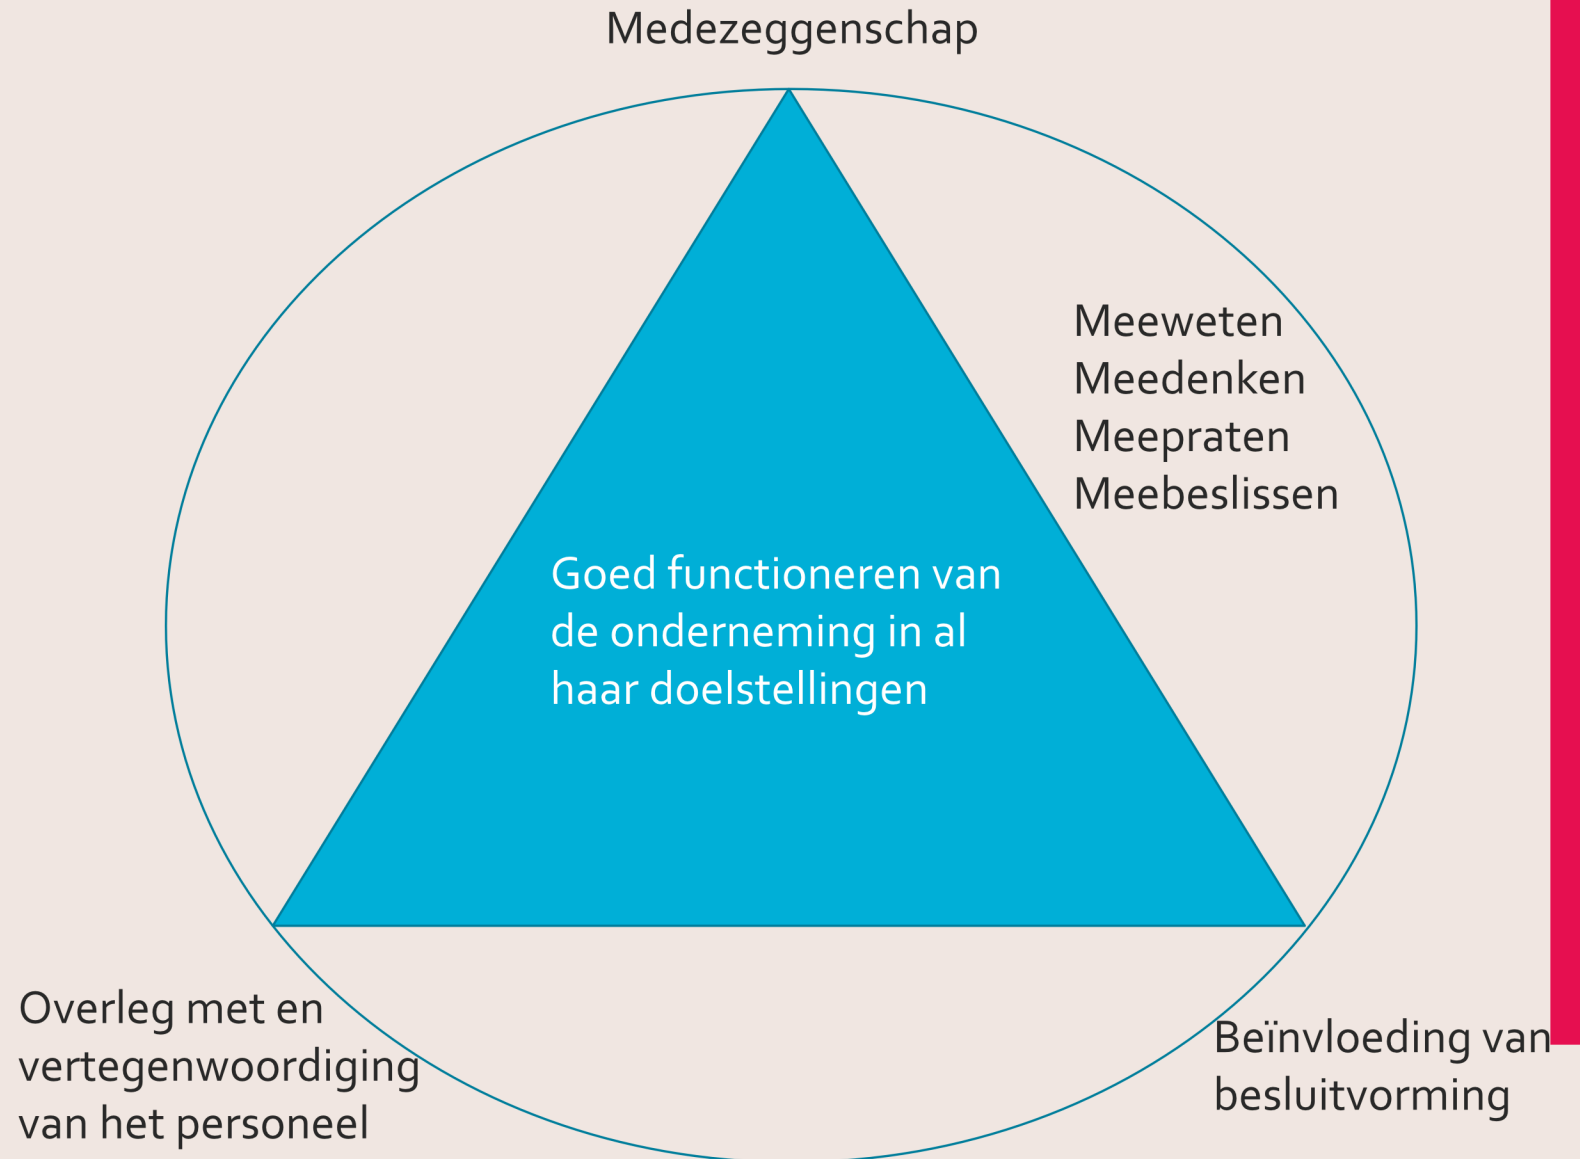 Medezeggenschap
Meeweten
Meedenken
Meepraten
Meebeslissen
Goed functioneren van
de onderneming in al
haar doelstellingen
Overleg met en
vertegenwoordiging
van het personeel
Beïnvloeding van
besluitvorming